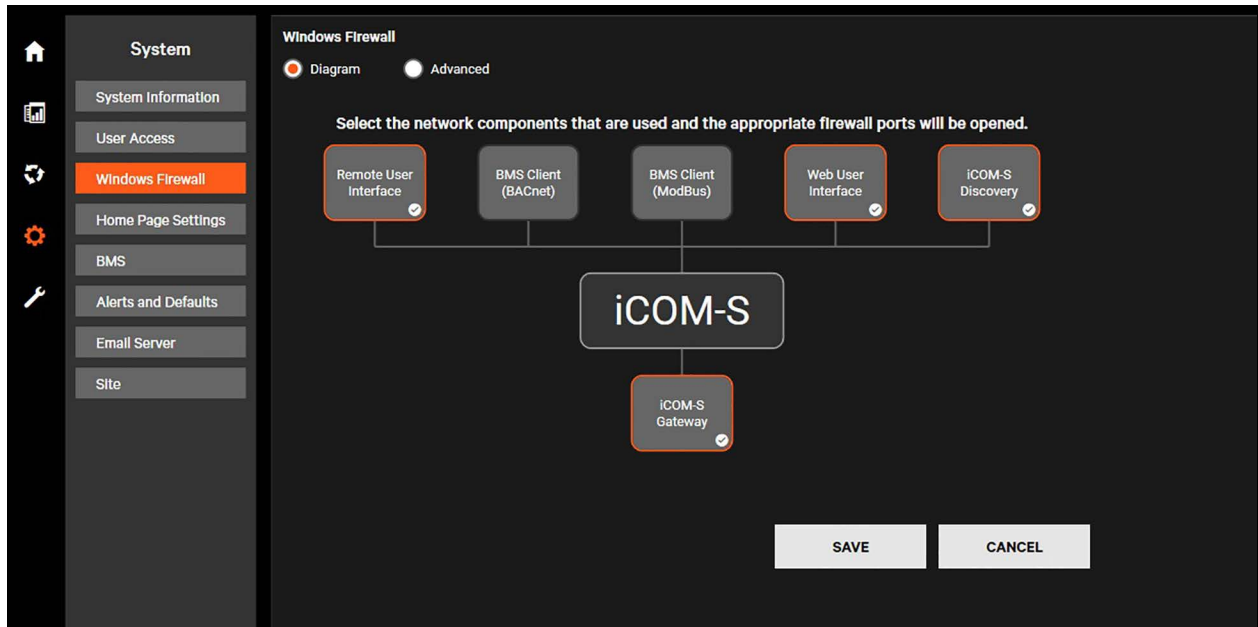 System
System Information
User Access
Windows Firewall
Home Page Settings
BMS
Alerts and Defaults
Email Server
Site
Windows Firewall
Diagram
Advanced
Select the network components that are used and the appropriate firewall ports will be opened.
Remote User
Interface
BMS Client
(BACnet)
BMS Client
(ModBus)
Web User
Interface
iCOM-S
Discovery
iCOM-S
iCOM-S
Gateway
SAVE
CANCEL